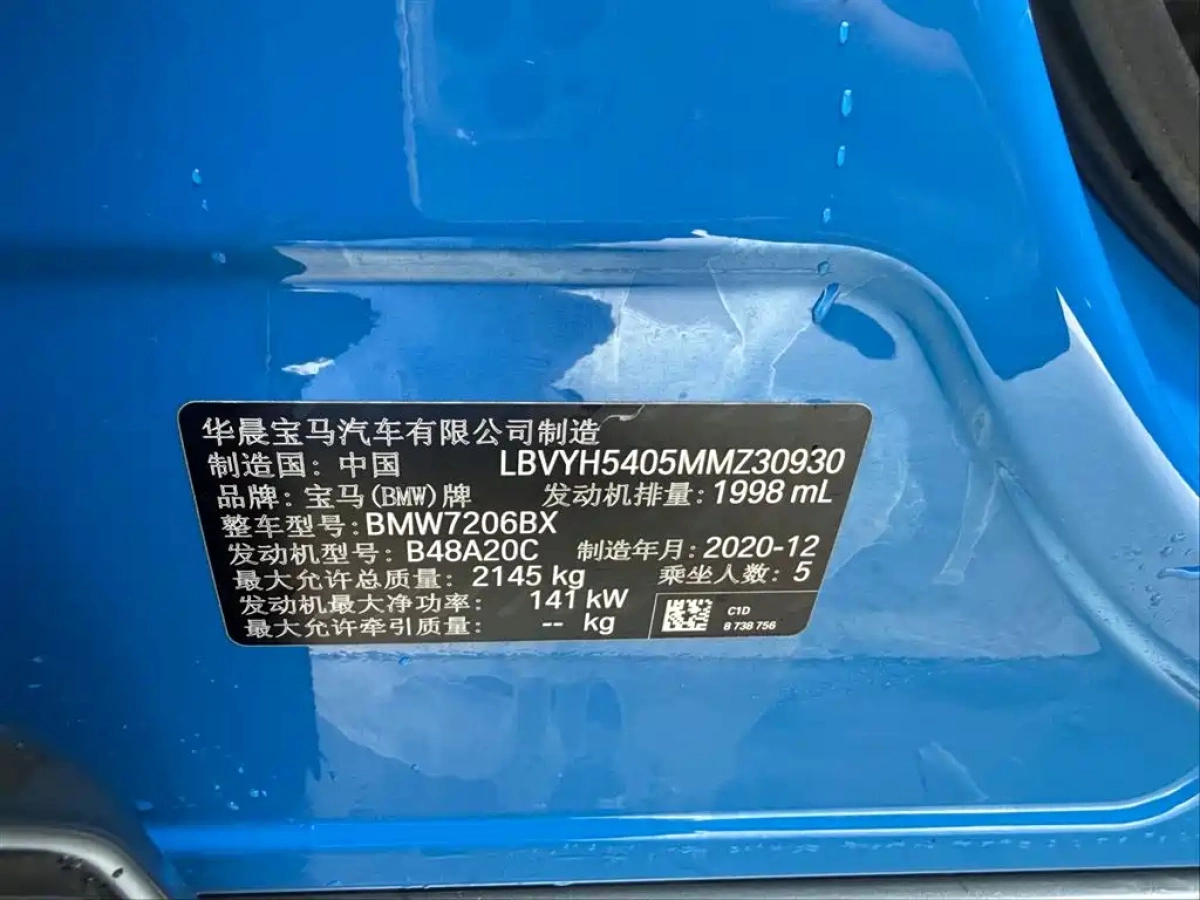 华晨宝马汽车有限公司制造
制造国: 中国 LBVYH5405MMZ30930
品牌: 宝马(BMW)牌 发动机排量: 1998 mL
整车型号: BMW7206BX
发动机型号: B48A20C 制造年月: 2020-12
最大允许总质量: 2145 kg 乘坐人数: 5
发动机最大净功率: 141 kW
最大允许牵引质量: -- kg
C1D
8 738 756